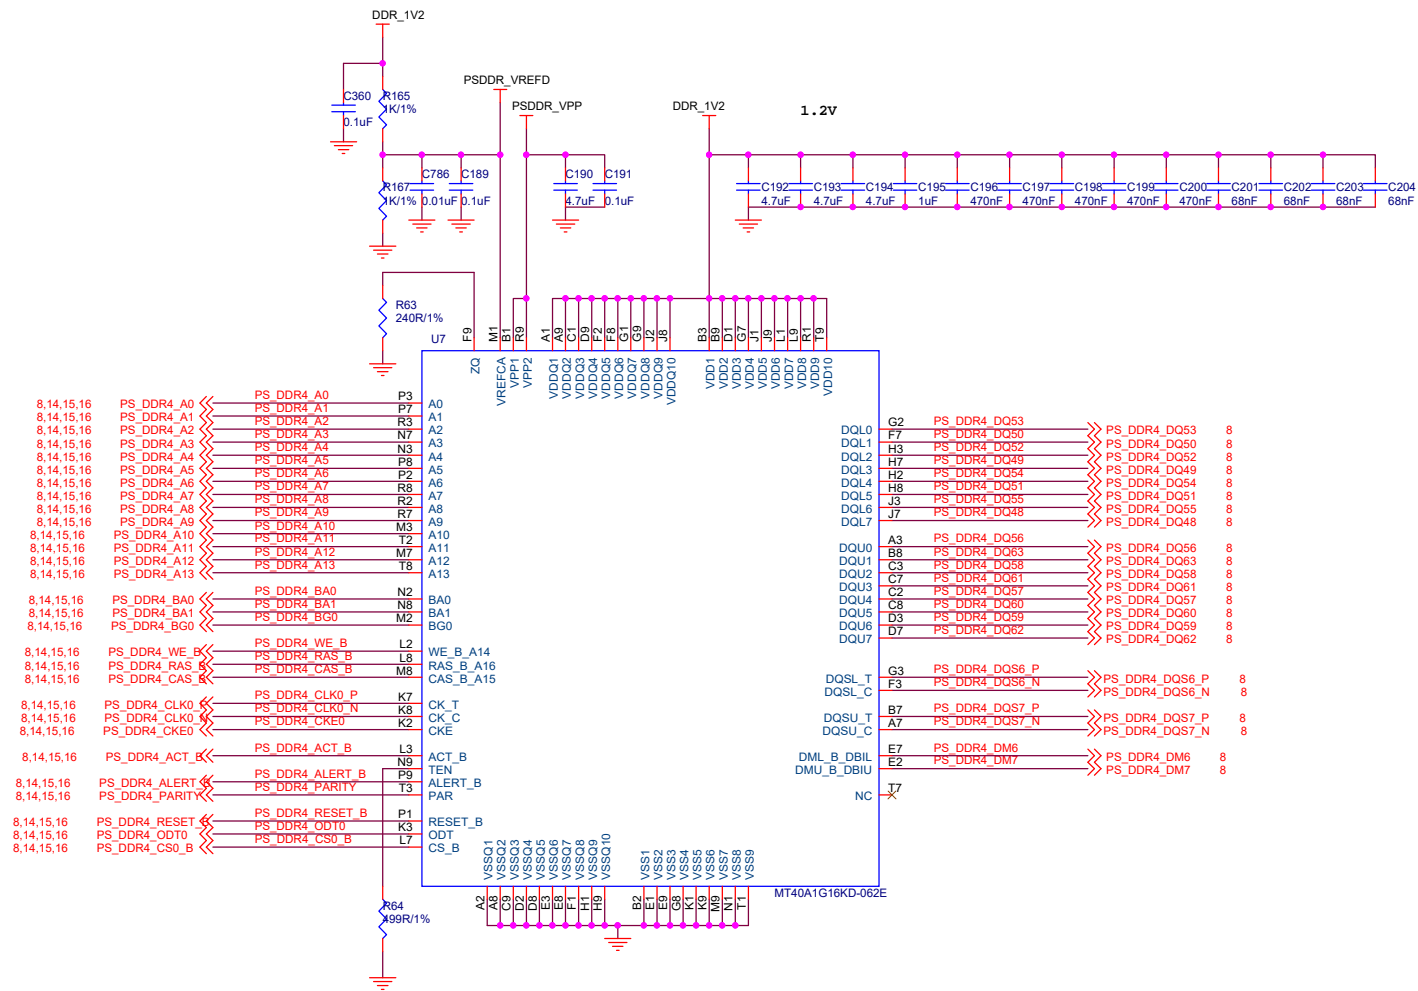 DDR_1V2
PSDDR_VREFD
PSDDR_VPP
DDR_1V2
1.2V
C360
0.1uF
R165
1K/1%
R167
1K/1%
C786
0.01uF
C189
0.1uF
C190
4.7uF
C191
0.1uF
C192
4.7uF
C193
4.7uF
C194
4.7uF
C195
1uF
C196
470nF
C197
470nF
C198
470nF
C199
470nF
C200
470nF
C201
68nF
C202
68nF
C203
68nF
C204
68nF
R63
240R/1%
U7
F9 M1 B1 R9 A1 A9 C1 D9 F2 F8 G1 G9 J2 J8 B3 B9 D1 G7 J1 J9 L1 L9 R1 T9
ZQ VREFCA VPP1 VPP2 VDDQ1 VDDQ2 VDDQ3 VDDQ4 VDDQ5 VDDQ6 VDDQ7 VDDQ8 VDDQ9 VDDQ10 VDD1 VDD2 VDD3 VDD4 VDD5 VDD6 VDD7 VDD8 VDD9 VDD10
8,14,15,16 PS_DDR4_A0 PS_DDR4_A0 P3 A0
8,14,15,16 PS_DDR4_A1 PS_DDR4_A1 P7 A1
8,14,15,16 PS_DDR4_A2 PS_DDR4_A2 R3 A2
8,14,15,16 PS_DDR4_A3 PS_DDR4_A3 N7 A3
8,14,15,16 PS_DDR4_A4 PS_DDR4_A4 N3 A4
8,14,15,16 PS_DDR4_A5 PS_DDR4_A5 P8 A5
8,14,15,16 PS_DDR4_A6 PS_DDR4_A6 P2 A6
8,14,15,16 PS_DDR4_A7 PS_DDR4_A7 R8 A7
8,14,15,16 PS_DDR4_A8 PS_DDR4_A8 R2 A8
8,14,15,16 PS_DDR4_A9 PS_DDR4_A9 R7 A9
8,14,15,16 PS_DDR4_A10 PS_DDR4_A10 M3 A10
8,14,15,16 PS_DDR4_A11 PS_DDR4_A11 T2 A11
8,14,15,16 PS_DDR4_A12 PS_DDR4_A12 M7 A12
8,14,15,16 PS_DDR4_A13 PS_DDR4_A13 T8 A13
8,14,15,16 PS_DDR4_BA0 PS_DDR4_BA0 N2 BA0
8,14,15,16 PS_DDR4_BA1 PS_DDR4_BA1 N8 BA1
8,14,15,16 PS_DDR4_BG0 PS_DDR4_BG0 M2 BG0
8,14,15,16 PS_DDR4_WE_B PS_DDR4_WE_B L2 WE_B_A14
8,14,15,16 PS_DDR4_RAS_B PS_DDR4_RAS_B L8 RAS_B_A16
8,14,15,16 PS_DDR4_CAS_B PS_DDR4_CAS_B M8 CAS_B_A15
8,14,15,16 PS_DDR4_CLK0_P PS_DDR4_CLK0_P K7 CK_T
8,14,15,16 PS_DDR4_CLK0_N PS_DDR4_CLK0_N K8 CK_C
8,14,15,16 PS_DDR4_CKE0 PS_DDR4_CKE0 K2 CKE
8,14,15,16 PS_DDR4_ACT_B PS_DDR4_ACT_B L3 ACT_B
N9 TEN
8,14,15,16 PS_DDR4_ALERT_B PS_DDR4_ALERT_B P9 ALERT_B
8,14,15,16 PS_DDR4_PARITY PS_DDR4_PARITY T3 PAR
8,14,15,16 PS_DDR4_RESET_B PS_DDR4_RESET_B P1 RESET_B
8,14,15,16 PS_DDR4_ODT0 PS_DDR4_ODT0 K3 ODT
8,14,15,16 PS_DDR4_CS0_B PS_DDR4_CS0_B L7 CS_B
DQL0 G2 PS_DDR4_DQ53 PS_DDR4_DQ53 8
DQL1 F7 PS_DDR4_DQ50 PS_DDR4_DQ50 8
DQL2 H3 PS_DDR4_DQ52 PS_DDR4_DQ52 8
DQL3 H7 PS_DDR4_DQ49 PS_DDR4_DQ49 8
DQL4 H2 PS_DDR4_DQ54 PS_DDR4_DQ54 8
DQL5 H8 PS_DDR4_DQ51 PS_DDR4_DQ51 8
DQL6 J3 PS_DDR4_DQ55 PS_DDR4_DQ55 8
DQL7 J7 PS_DDR4_DQ48 PS_DDR4_DQ48 8
DQU0 A3 PS_DDR4_DQ56 PS_DDR4_DQ56 8
DQU1 B8 PS_DDR4_DQ63 PS_DDR4_DQ63 8
DQU2 C3 PS_DDR4_DQ58 PS_DDR4_DQ58 8
DQU3 C7 PS_DDR4_DQ61 PS_DDR4_DQ61 8
DQU4 C2 PS_DDR4_DQ57 PS_DDR4_DQ57 8
DQU5 C8 PS_DDR4_DQ60 PS_DDR4_DQ60 8
DQU6 D3 PS_DDR4_DQ59 PS_DDR4_DQ59 8
DQU7 D7 PS_DDR4_DQ62 PS_DDR4_DQ62 8
DQSL_T G3 PS_DDR4_DQS6_P PS_DDR4_DQS6_P 8
DQSL_C F3 PS_DDR4_DQS6_N PS_DDR4_DQS6_N 8
DQSU_T B7 PS_DDR4_DQS7_P PS_DDR4_DQS7_P 8
DQSU_C A7 PS_DDR4_DQS7_N PS_DDR4_DQS7_N 8
DML_B_DBIL E7 PS_DDR4_DM6 PS_DDR4_DM6 8
DMU_B_DBIU E2 PS_DDR4_DM7 PS_DDR4_DM7 8
NC T7
VSSQ1 VSSQ2 VSSQ3 VSSQ4 VSSQ5 VSSQ6 VSSQ7 VSSQ8 VSSQ9 VSSQ10 VSS1 VSS2 VSS3 VSS4 VSS5 VSS6 VSS7 VSS8 VSS9
A2 A8 C9 D2 D8 E3 E8 F1 H1 H9 B2 E1 E9 G8 K1 K9 M9 N1 T1
MT40A1G16KD-062E
R64
499R/1%